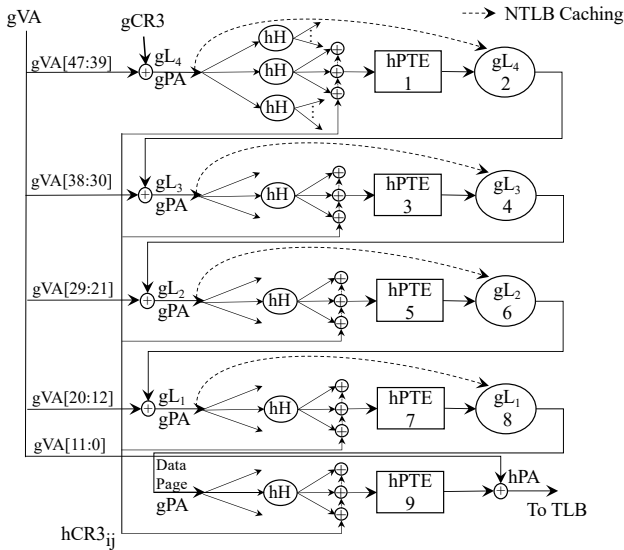 gVA
NTLB Caching
gCR3
gVA[47:39]
gL4
gPA
hH
hH
hH
hPTE
1
gL4
2
gVA[38:30]
gL3
gPA
hH
hPTE
3
gL3
4
gVA[29:21]
gL2
gPA
hH
hPTE
5
gL2
6
gVA[20:12]
gL1
gPA
hH
hPTE
7
gL1
8
gVA[11:0]
Data
Page
gPA
hH
hPTE
9
hPA
To TLB
hCR3ij